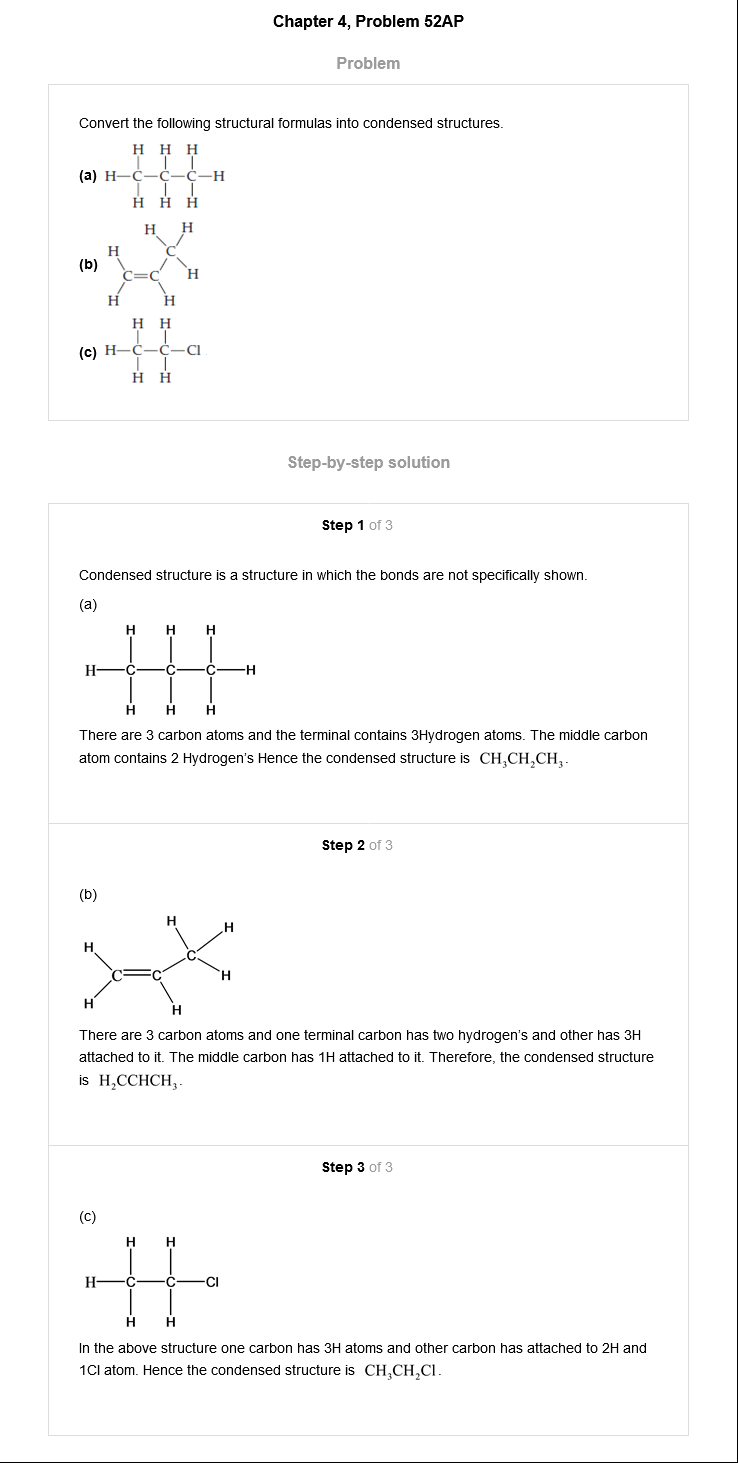 Chapter 4, Problem 52AP
Problem
Convert the following structural formulas into condensed structures.
H H H
(a) H—C—C—C—H
H H H
H H
H C
(b)
C=C H
H H
H H
(c) H—C—C—Cl
H H
Step-by-step solution
Step 1 of 3
Condensed structure is a structure in which the bonds are not specifically shown.
(a)
H H H
H—C—C—C—H
H H H
There are 3 carbon atoms and the terminal contains 3Hydrogen atoms. The middle carbon
atom contains 2 Hydrogen's Hence the condensed structure is CH₃CH₂CH₃.
Step 2 of 3
(b)
H H
H C
C=C H
H H
There are 3 carbon atoms and one terminal carbon has two hydrogen's and other has 3H
attached to it. The middle carbon has 1H attached to it. Therefore, the condensed structure
is H₂CCHCH₃.
Step 3 of 3
(c)
H H
H—C—C—Cl
H H
In the above structure one carbon has 3H atoms and other carbon has attached to 2H and
1Cl atom. Hence the condensed structure is CH₃CH₂Cl.